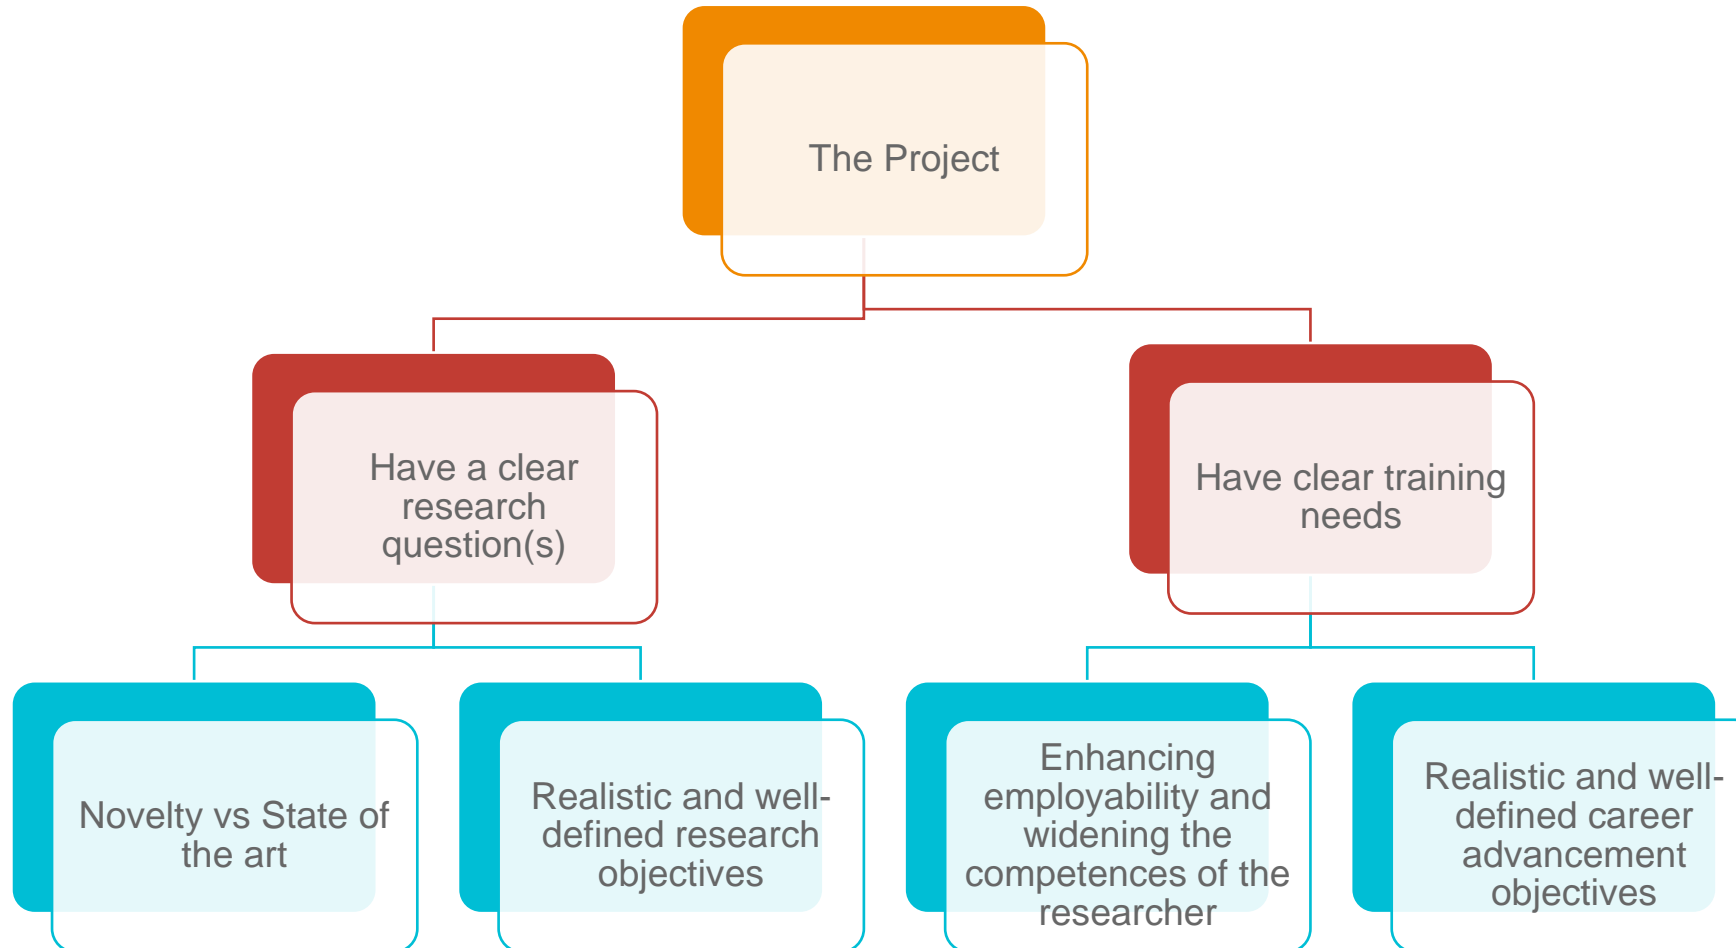 The Project
Have a clear
research
question(s)
Have clear training
needs
Novelty vs State of
the art
Realistic and well-
defined research
objectives
Enhancing
employability and
widening the
competences of the
researcher
Realistic and well-
defined career
advancement
objectives